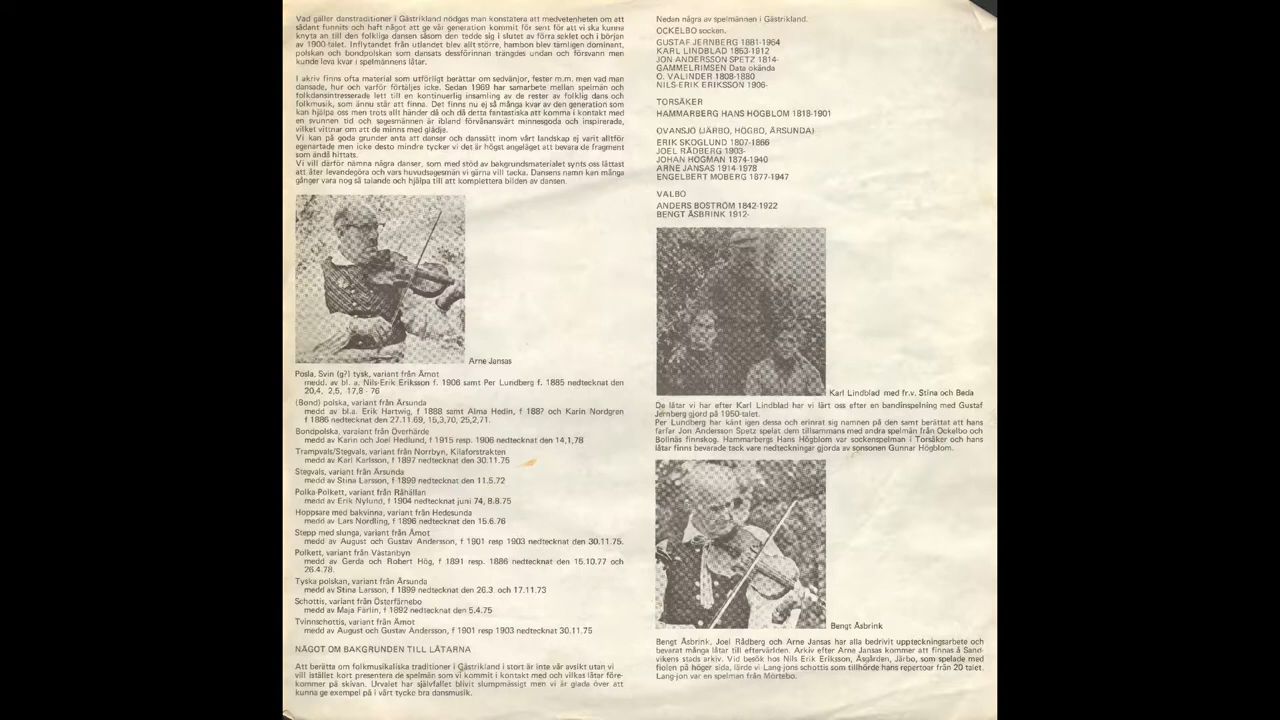 Vad gäller danstraditioner i Gästrikland nödgas man konstatera att medvetenheten om att
sådant funnits och haft något att ge vår generation kommit för sent för att vi ska kunna
knyta an till den folkliga dansen såsom den tedde sig i slutet av förra seklet och i början
av 1900-talet. Inflytandet från utlandet blev allt större, hambon blev tämligen dominant,
polskan och bondpolskan som dansats dessförinnan trängdes undan och försvann men
kunde leva kvar i spelmännens låtar.
I akriv finns ofta material som utförligt berättar om sedvänjor, fester m.m. men vad man
dansade, hur och varför förtäljes icke. Sedan 1969 har samarbete mellan spelmän och
folkdansintresserade lett till en kontinuerlig insamling av de rester av folklig dans och
folkmusik, som ännu står att finna. Det finns nu ej så många kvar av den generation som
kan hjälpa oss men trots allt händer då och då detta fantastiska att komma i kontakt med
en svunnen tid och sagesmännen är ibland förvånansvärt minnesgoda och inspirerade,
vilket vittnar om att de minns med glädje.
Vi kan på goda grunder anta att danser och danssätt inom vårt landskap ej varit alltför
egenartade men icke desto mindre tycker vi det är högst angeläget att bevara de fragment
som ändå hittats.
Vi vill därför nämna några danser, som med stöd av bakgrundsmaterialet synts oss lättast
att åter levandegöra och vars huvudsagesmän vi gärna vill tacka. Dansens namn kan många
gånger vara nog så talande och hjälpa till att komplettera bilden av dansen.
Arne Jansas
Posla, Svin (g?) tysk, variant från Åmot
medd. av bl. a. Nils-Erik Eriksson f. 1906 samt Per Lundberg f. 1885 nedtecknat den
20,4, 2,5, 17,8 - 76
(Bond) polska, variant från Årsunda
medd av bl.a. Erik Hartwig, f 1888 samt Alma Hedin, f 188? och Karin Nordgren
f 1886 nedtecknat den 27.11.69, 15,3,70, 25,2,71.
Bondpolska, variant från Överhärde
medd av Karin och Joel Hedlund, f 1915 resp. 1906 nedtecknat den 14,1,78
Trampvals/Stegvals, variant från Norrbyn, Kilaforstrakten
medd av Karl Karlsson, f 1897 nedtecknat den 30.11.75
Stegvals, variant från Årsunda
medd av Stina Larsson, f 1899 nedtecknat den 11.5.72
Polka-Polkett, variant från Råhällan
medd av Erik Nylund, f 1904 nedtecknat juni 74, 8.8.75
Hoppsare med bakvinna, variant från Hedesunda
medd av Lars Nordling, f 1896 nedtecknat den 15.6.76
Stepp med slunga, variant från Åmot
medd av August och Gustav Andersson, f 1901 resp 1903 nedtecknat den 30.11.75.
Polkett, variant från Västanbyn
medd av Gerda och Robert Hög, f 1891 resp. 1886 nedtecknat den 15.10.77 och
26.4.78.
Tyska polskan, variant från Årsunda
medd av Stina Larsson, f 1899 nedtecknat den 26.3. och 17.11.73
Schottis, variant från Österfärnebo
medd av Maja Färlin, f 1892 nedtecknat den 5.4.75
Tvinnschottis, variant från Åmot
medd av August och Gustav Andersson, f 1901 resp 1903 nedtecknat 30.11.75
NÅGOT OM BAKGRUNDEN TILL LÅTARNA
Att berätta om folkmusikaliska traditioner i Gästrikland i stort är inte vår avsikt utan vi
vill istället kort presentera de spelmän som vi kommit i kontakt med och vilkas låtar före-
kommer på skivan. Urvalet har självfallet blivit slumpmässigt men vi är glada över att
kunna ge exempel på i vårt tycke bra dansmusik.
Nedan några av spelmännen i Gästrikland.
OCKELBO socken.
GUSTAF JERNBERG 1881-1964
KARL LINDBLAD 1853-1912
JON ANDERSSON SPETZ 1814-
GAMMELRIMSEN Data okända
O. VALINDER 1808-1880
NILS-ERIK ERIKSSON 1906-
TORSÅKER
HAMMARBERG HANS HÖGBLOM 1818-1901
OVANSJÖ (JÄRBO, HÖGBO, ÅRSUNDA)
ERIK SKOGLUND 1807-1866
JOEL RÅDBERG 1903-
JOHAN HÖGMAN 1874-1940
ARNE JANSAS 1914-1978
ENGELBERT MOBERG 1877-1947
VALBO
ANDERS BOSTRÖM 1842-1922
BENGT ÅSBRINK 1912-
Karl Lindblad med fr.v. Stina och Beda
De låtar vi har efter Karl Lindblad har vi lärt oss efter en bandinspelning med Gustaf
Jernberg gjord på 1950-talet.
Per Lundberg har känt igen dessa och erinrat sig namnen på den samt berättat att hans
farfar Jon Andersson Spetz spelat dem tillsammans med andra spelmän från Ockelbo och
Bollnäs finnskog. Hammarbergs Hans Högblom var sockenspelman i Torsåker och hans
låtar finns bevarade tack vare nedteckningar gjorda av sonsonen Gunnar Högblom.
Bengt Åsbrink
Bengt Åsbrink, Joel Rådberg och Arne Jansas har alla bedrivit uppteckningsarbete och
bevarat många låtar till eftervärlden. Arkiv efter Arne Jansas kommer att finnas å Sand-
vikens stads arkiv. Vid besök hos Nils Erik Eriksson, Åsgården, Järbo, som spelade med
fiolen på höger sida, lärde vi Lang-jons schottis som tillhörde hans repertoar från 20 talet.
Lang-jon var en spelman från Mörtebo.